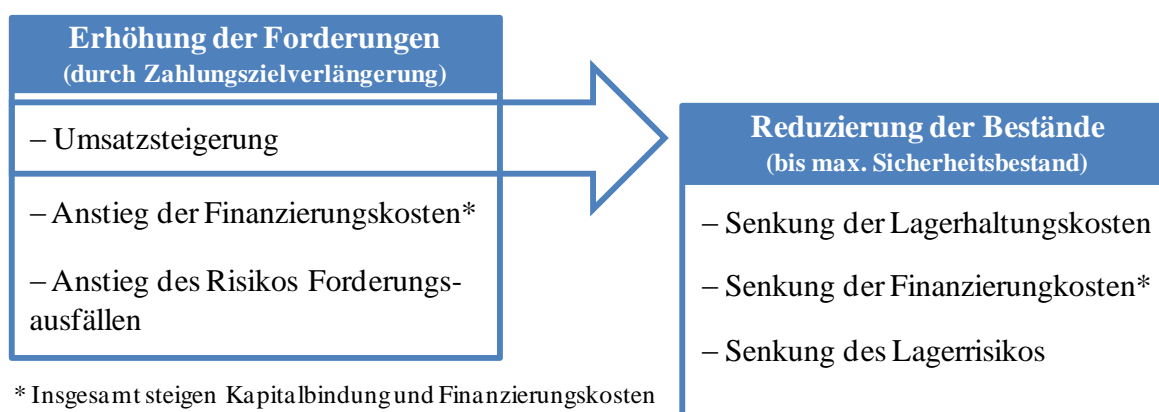 Erhöhung der Forderungen
(durch Zahlungszielverlängerung)
– Umsatzsteigerung
– Anstieg der Finanzierungskosten*
– Anstieg des Risikos Forderungs-
ausfällen
* Insgesamt steigen Kapitalbindung und Finanzierungskosten
Reduzierung der Bestände
(bis max. Sicherheitsbestand)
– Senkung der Lagerhaltungskosten
– Senkung der Finanzierungkosten*
– Senkung des Lagerrisikos